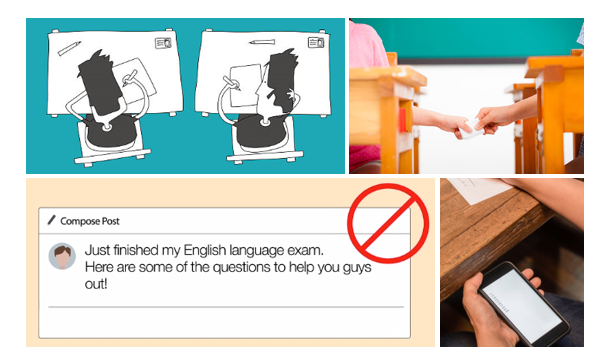 Compose Post
Just finished my English language exam.
Here are some of the questions to help you guys
out!